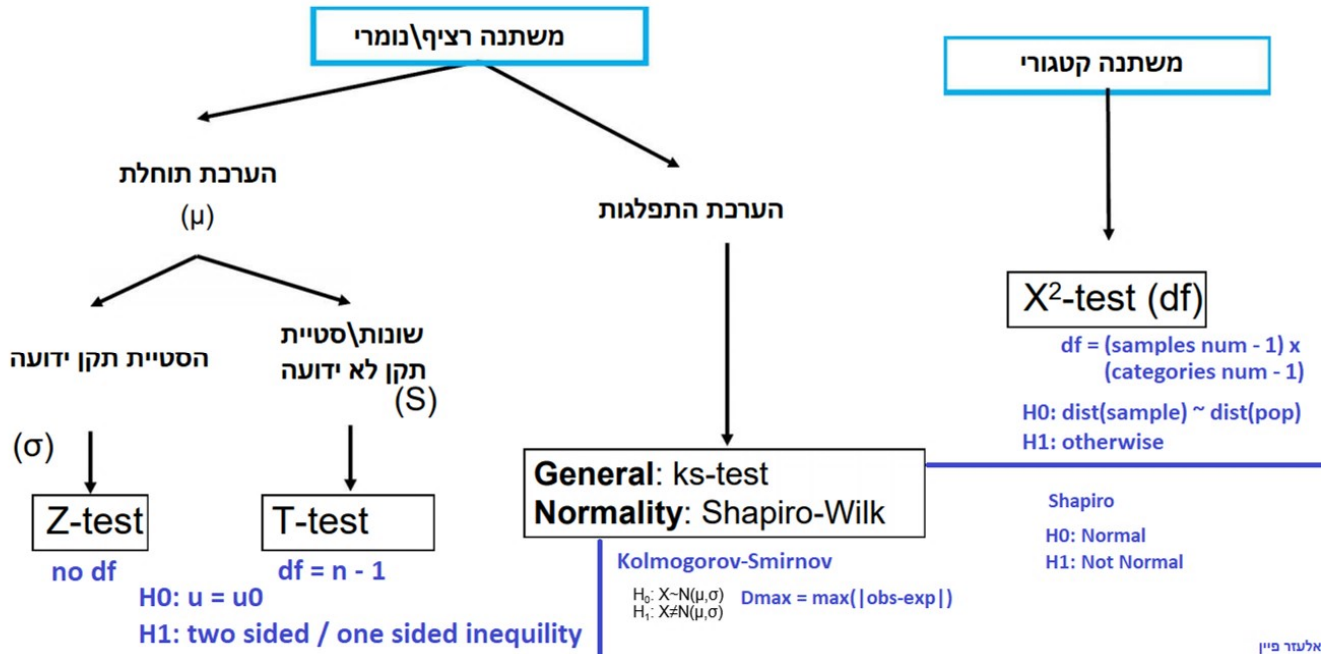 משתנה רציף\נומרי
משתנה קטגורי
הערכת תוחלת
(μ)
הערכת התפלגות
הסטיית תקן ידועה
(σ)
שונות\סטיית
תקן לא ידועה
(S)
Z-test
no df
T-test
df = n - 1
H0: u = u0
H1: two sided / one sided inequility
General: ks-test
Normality: Shapiro-Wilk
Kolmogorov-Smirnov
H₀: X~N(μ,σ)
H₁: X≠N(μ,σ)
Dmax = max(|obs-exp|)
X²-test (df)
df = (samples num - 1) x
(categories num - 1)
H0: dist(sample) ~ dist(pop)
H1: otherwise
Shapiro
H0: Normal
H1: Not Normal
אלעזר פיין